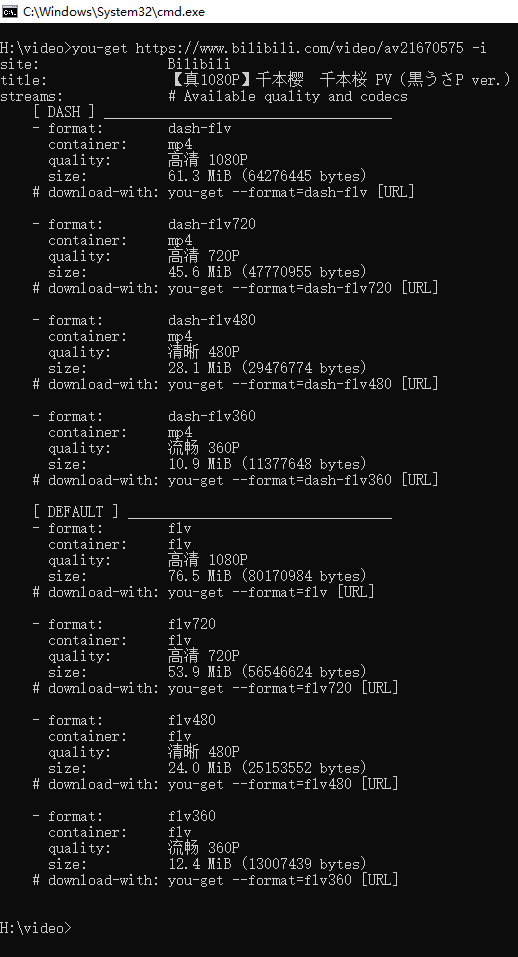 C:\Windows\System32\cmd.exe
H:\video>you-get https://www.bilibili.com/video/av21670575 -i
site: Bilibili
title: 【真1080P】千本樱 千本桜 PV（黒うさP ver.）
streams: # Available quality and codecs
[ DASH ] ____________________________________
- format: dash-flv
container: mp4
quality: 高清 1080P
size: 61.3 MiB (64276445 bytes)
# download-with: you-get --format=dash-flv [URL]
- format: dash-flv720
container: mp4
quality: 高清 720P
size: 45.6 MiB (47770955 bytes)
# download-with: you-get --format=dash-flv720 [URL]
- format: dash-flv480
container: mp4
quality: 清晰 480P
size: 28.1 MiB (29476774 bytes)
# download-with: you-get --format=dash-flv480 [URL]
- format: dash-flv360
container: mp4
quality: 流畅 360P
size: 10.9 MiB (11377648 bytes)
# download-with: you-get --format=dash-flv360 [URL]
[ DEFAULT ] _________________________________
- format: flv
container: flv
quality: 高清 1080P
size: 76.5 MiB (80170984 bytes)
# download-with: you-get --format=flv [URL]
- format: flv720
container: flv
quality: 高清 720P
size: 53.9 MiB (56546624 bytes)
# download-with: you-get --format=flv720 [URL]
- format: flv480
container: flv
quality: 清晰 480P
size: 24.0 MiB (25153552 bytes)
# download-with: you-get --format=flv480 [URL]
- format: flv360
container: flv
quality: 流畅 360P
size: 12.4 MiB (13007439 bytes)
# download-with: you-get --format=flv360 [URL]
H:\video>